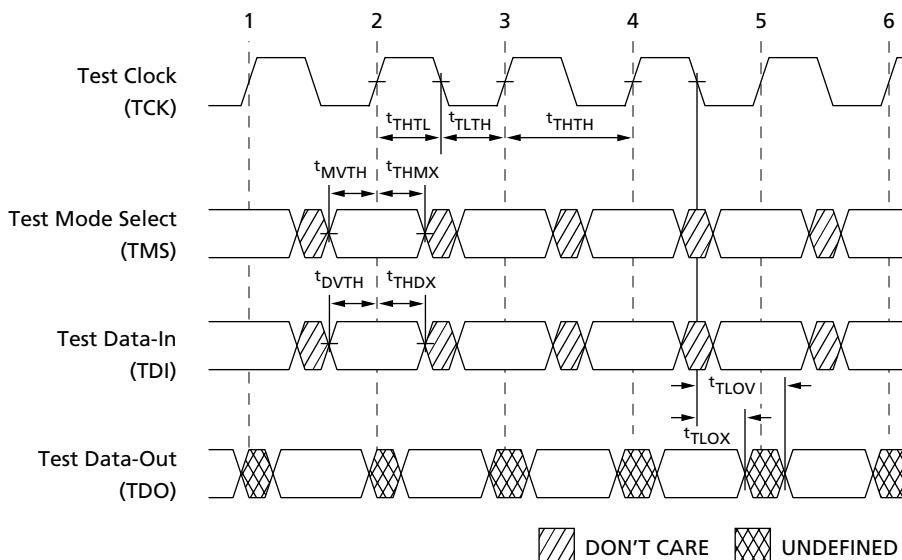 1 2 3 4 5 6
Test Clock
(TCK)
tTHTL tTLTH tTHTH
tMVTH tTHMX
Test Mode Select
(TMS)
tDVTH tTHDX
Test Data-In
(TDI)
tTLOV
tTLOX
Test Data-Out
(TDO)
DON'T CARE UNDEFINED